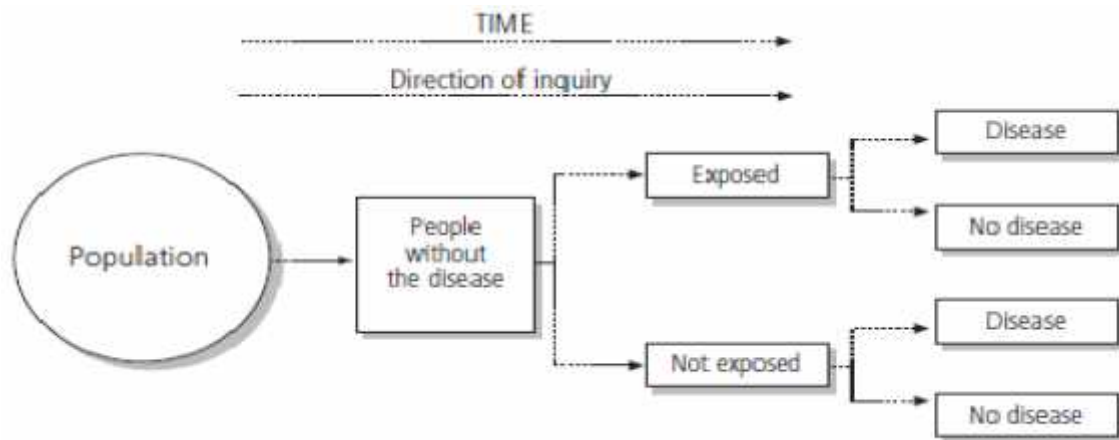 TIME
Direction of inquiry
Population
People
without
the disease
Exposed
Not exposed
Disease
No disease
Disease
No disease